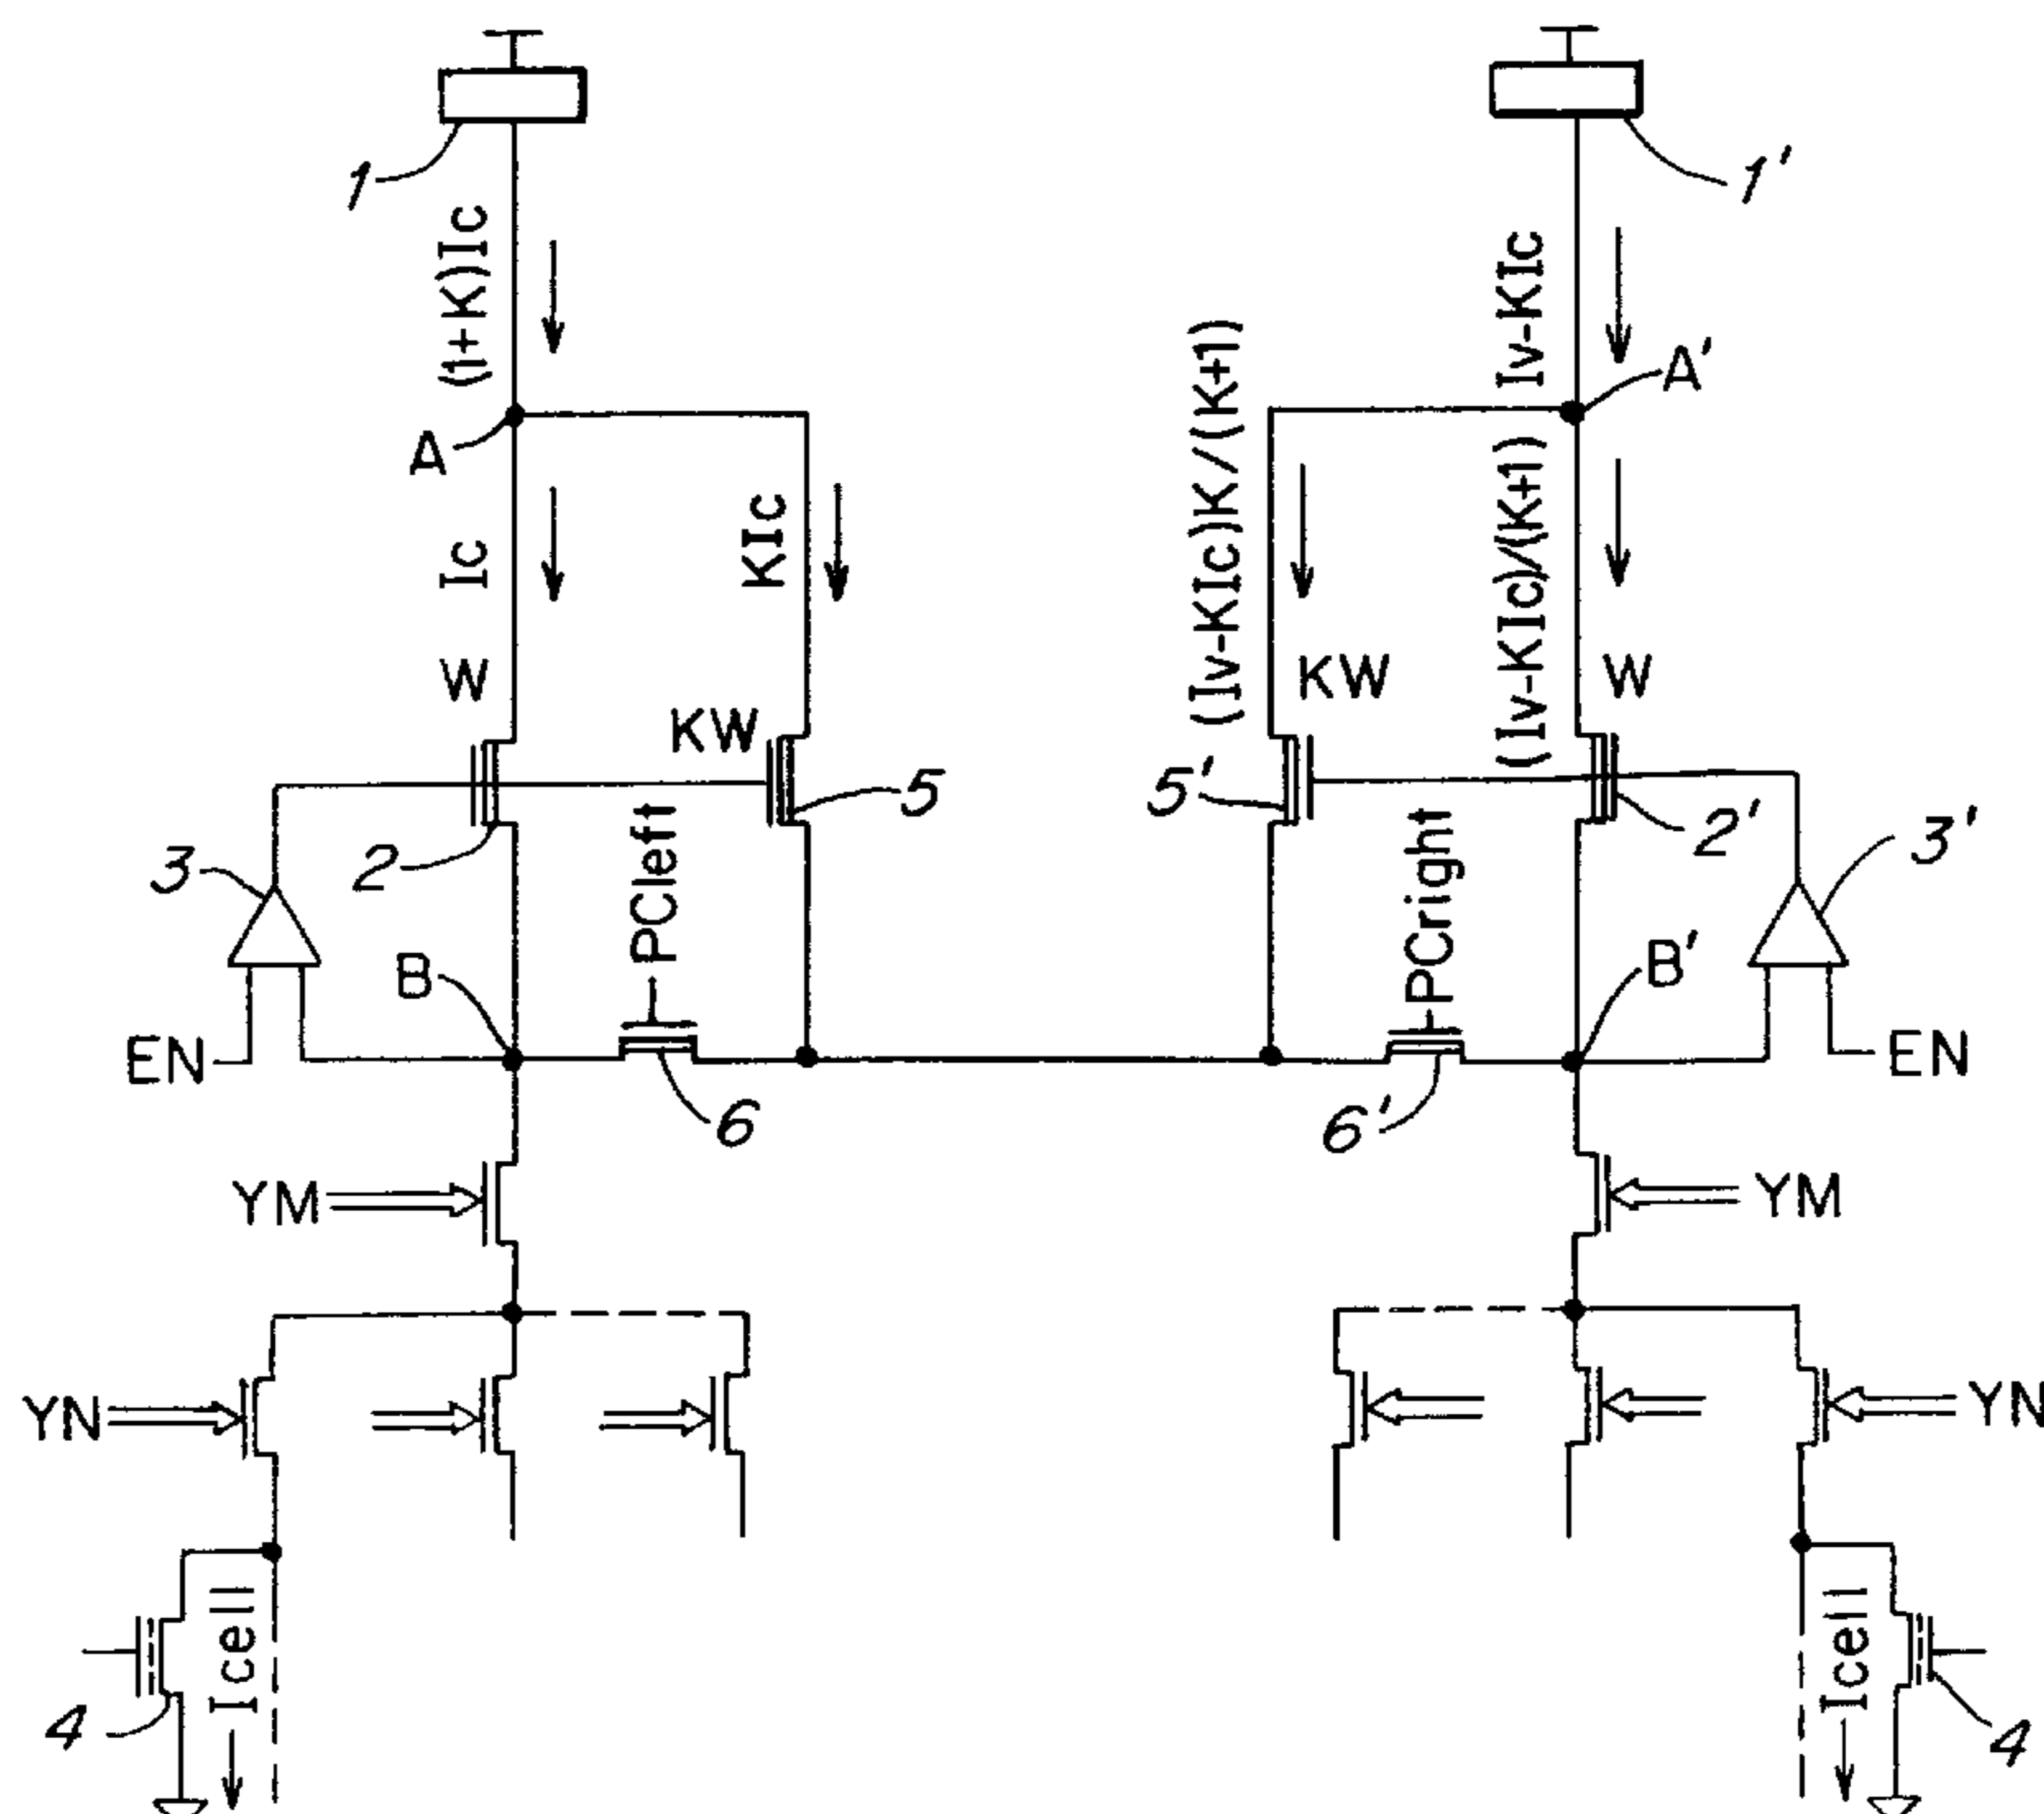 1
1'
(1+K)Ic
Iv-KIc
A
A'
Ic
KIc
(Iv-KIc)K/(K+1)
(Iv-KIc)/(K+1)
W
KW
KW
W
5
5'
2
2'
3
3'
PCleft
PCright
B
B'
EN
EN
6
6'
YM
YM
YN
YN
Icell
Icell
4
4